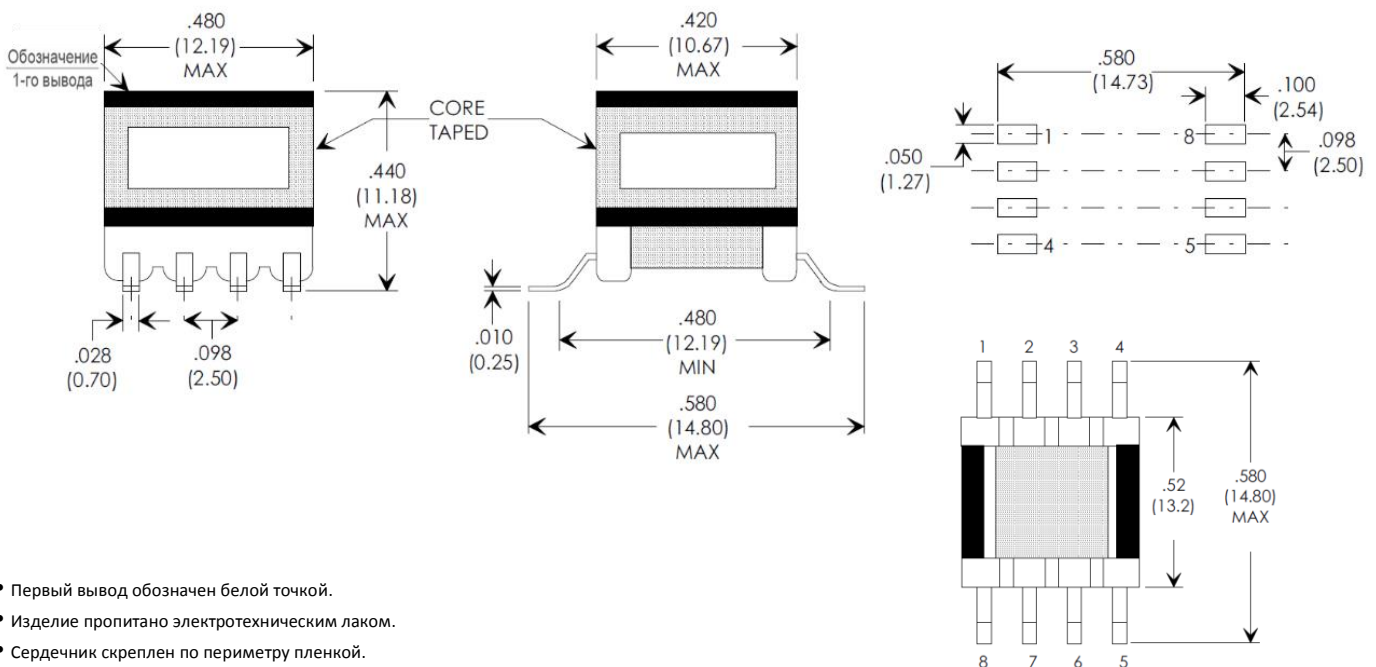 .480
(12.19)
MAX
Обозначение
1-го вывода
.440
(11.18)
MAX
.028
(0.70)
.098
(2.50)
CORE
TAPED
.420
(10.67)
MAX
.010
(0.25)
.480
(12.19)
MIN
.580
(14.80)
MAX
.580
(14.73)
.100
(2.54)
.050
(1.27)
1
8
.098
(2.50)
4
5
1 2 3 4
.52
(13.2)
.580
(14.80)
MAX
8 7 6 5
• Первый вывод обозначен белой точкой.
• Изделие пропитано электротехническим лаком.
• Сердечник скреплен по периметру пленкой.